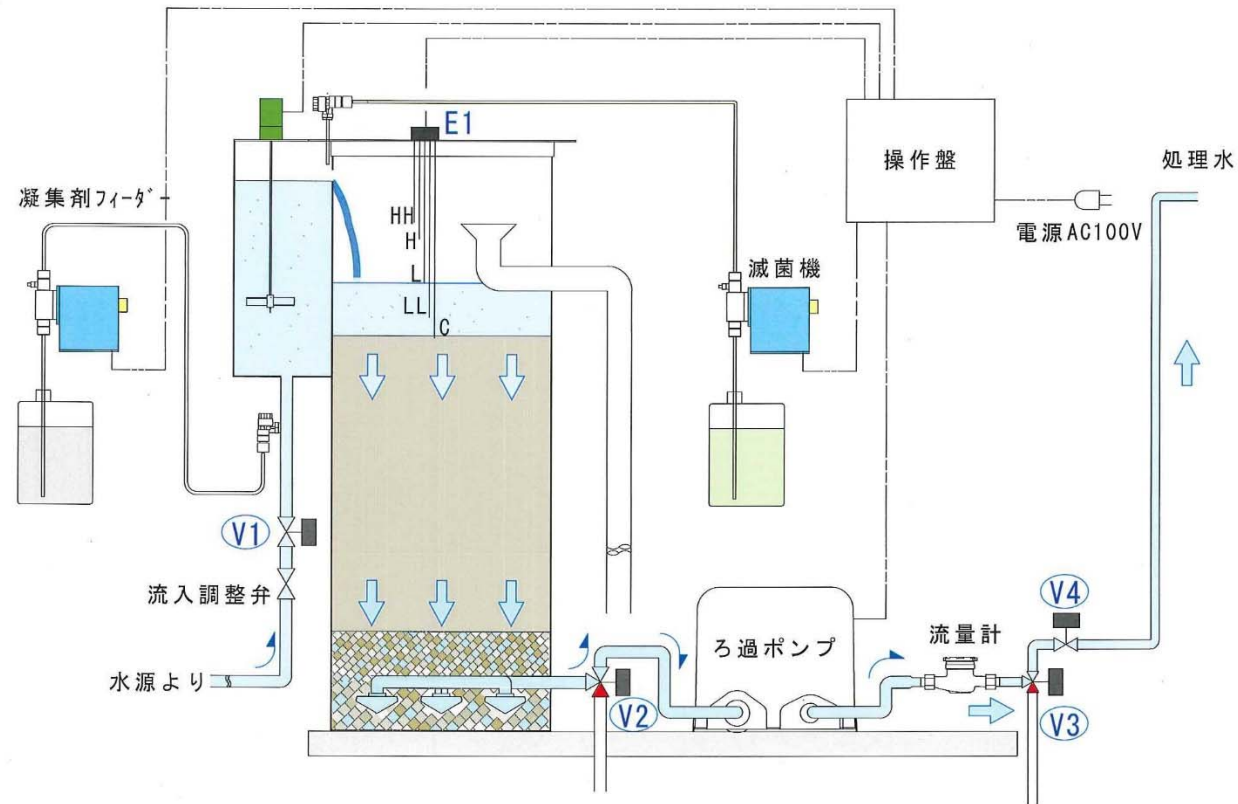 E1
操作盤
処理水
凝集剤フィーダー
HH
H
電源AC100V
L
滅菌機
LL
C
V1
流入調整弁
V4
流量計
ろ過ポンプ
水源より
V2
V3